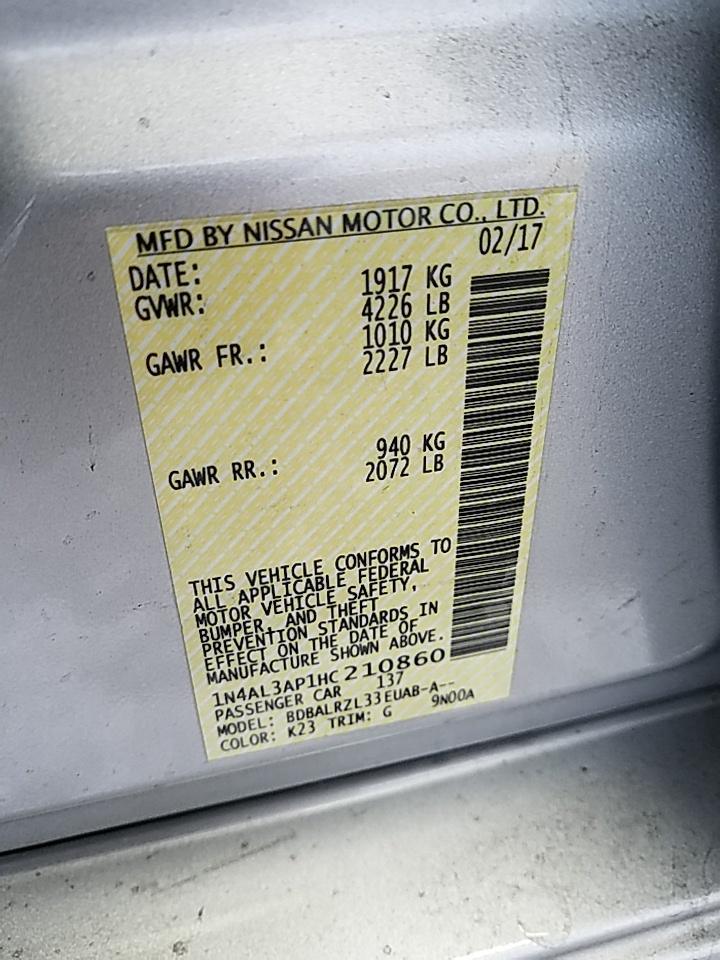 MFD BY NISSAN MOTOR CO., LTD.
DATE: 02/17
GVWR: 1917 KG
4226 LB
GAWR FR.: 1010 KG
2227 LB
GAWR RR.: 940 KG
2072 LB
THIS VEHICLE CONFORMS TO
ALL APPLICABLE FEDERAL
MOTOR VEHICLE SAFETY,
BUMPER, AND THEFT
PREVENTION STANDARDS IN
EFFECT ON THE DATE OF
MANUFACTURE SHOWN ABOVE.
1N4AL3AP1HC210860
PASSENGER CAR 137
MODEL: BDBALRZL33EUAB-A--
COLOR: K23 TRIM: G 9N00A